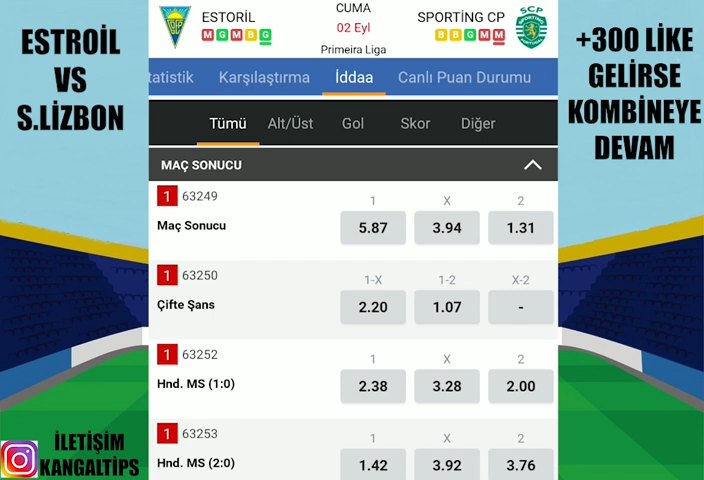 ESTROİL
VS
S.LİZBON
ESTORİL
M G M B G
CUMA
02 Eyl
Primeira Liga
SPORTİNG CP
B B G M M
SCP
SPORTING
PORTUGAL
+300 LİKE
GELİRSE
KOMBİNEYE
DEVAM
tatistik Karşılaştırma İddaa Canlı Puan Durumu
Tümü Alt/Üst Gol Skor Diğer
MAÇ SONUCU
1 63249 1 X 2
Maç Sonucu 5.87 3.94 1.31
1 63250 1-X 1-2 X-2
Çifte Şans 2.20 1.07 -
1 63252 1 X 2
Hnd. MS (1:0) 2.38 3.28 2.00
1 63253 1 X 2
Hnd. MS (2:0) 1.42 3.92 3.76
İLETİŞİM
KANGALTİPS